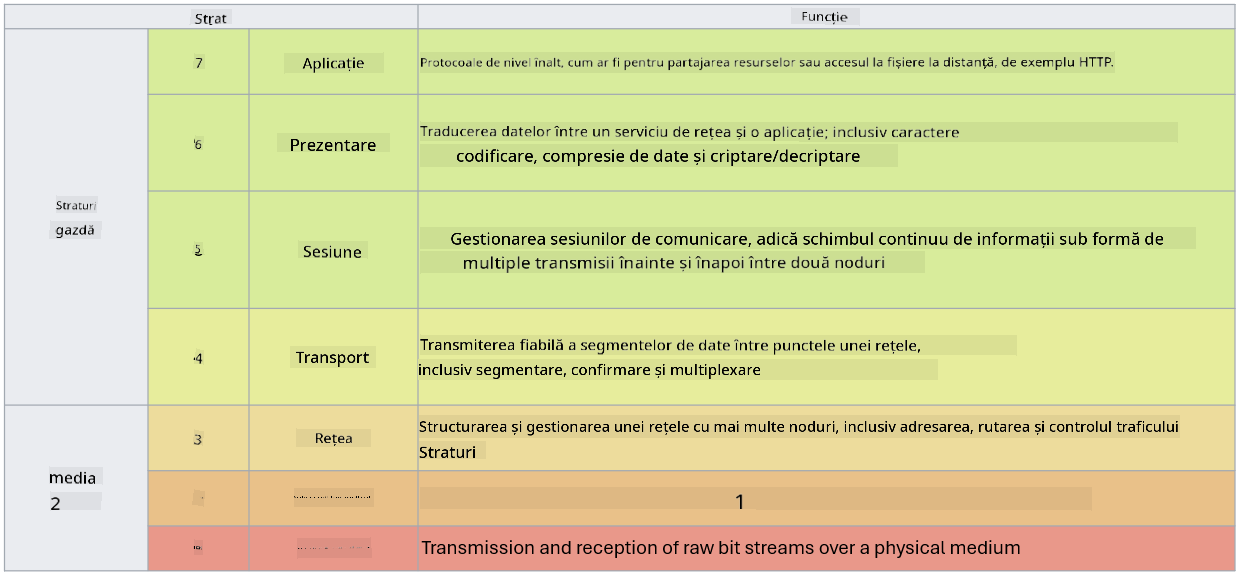 Strat
Funcție
7
Aplicație
Protocoale de nivel înalt, cum ar fi pentru partajarea resurselor sau accesul la fișiere la distanță, de exemplu HTTP.
6
Prezentare
Traducerea datelor între un serviciu de rețea și o aplicație; inclusiv caractere
codificare, compresie de date și criptare/decriptare
Straturi
gazdă
5
Sesiune
Gestionarea sesiunilor de comunicare, adică schimbul continuu de informații sub formă de
multiple transmisii înainte și înapoi între două noduri
4
Transport
Transmiterea fiabilă a segmentelor de date între punctele unei rețele,
inclusiv segmentare, confirmare și multiplexare
3
Rețea
Structurarea și gestionarea unei rețele cu mai multe noduri, inclusiv adresarea, rutarea și controlul traficului
Straturi
media
2
1
Transmission and reception of raw bit streams over a physical medium